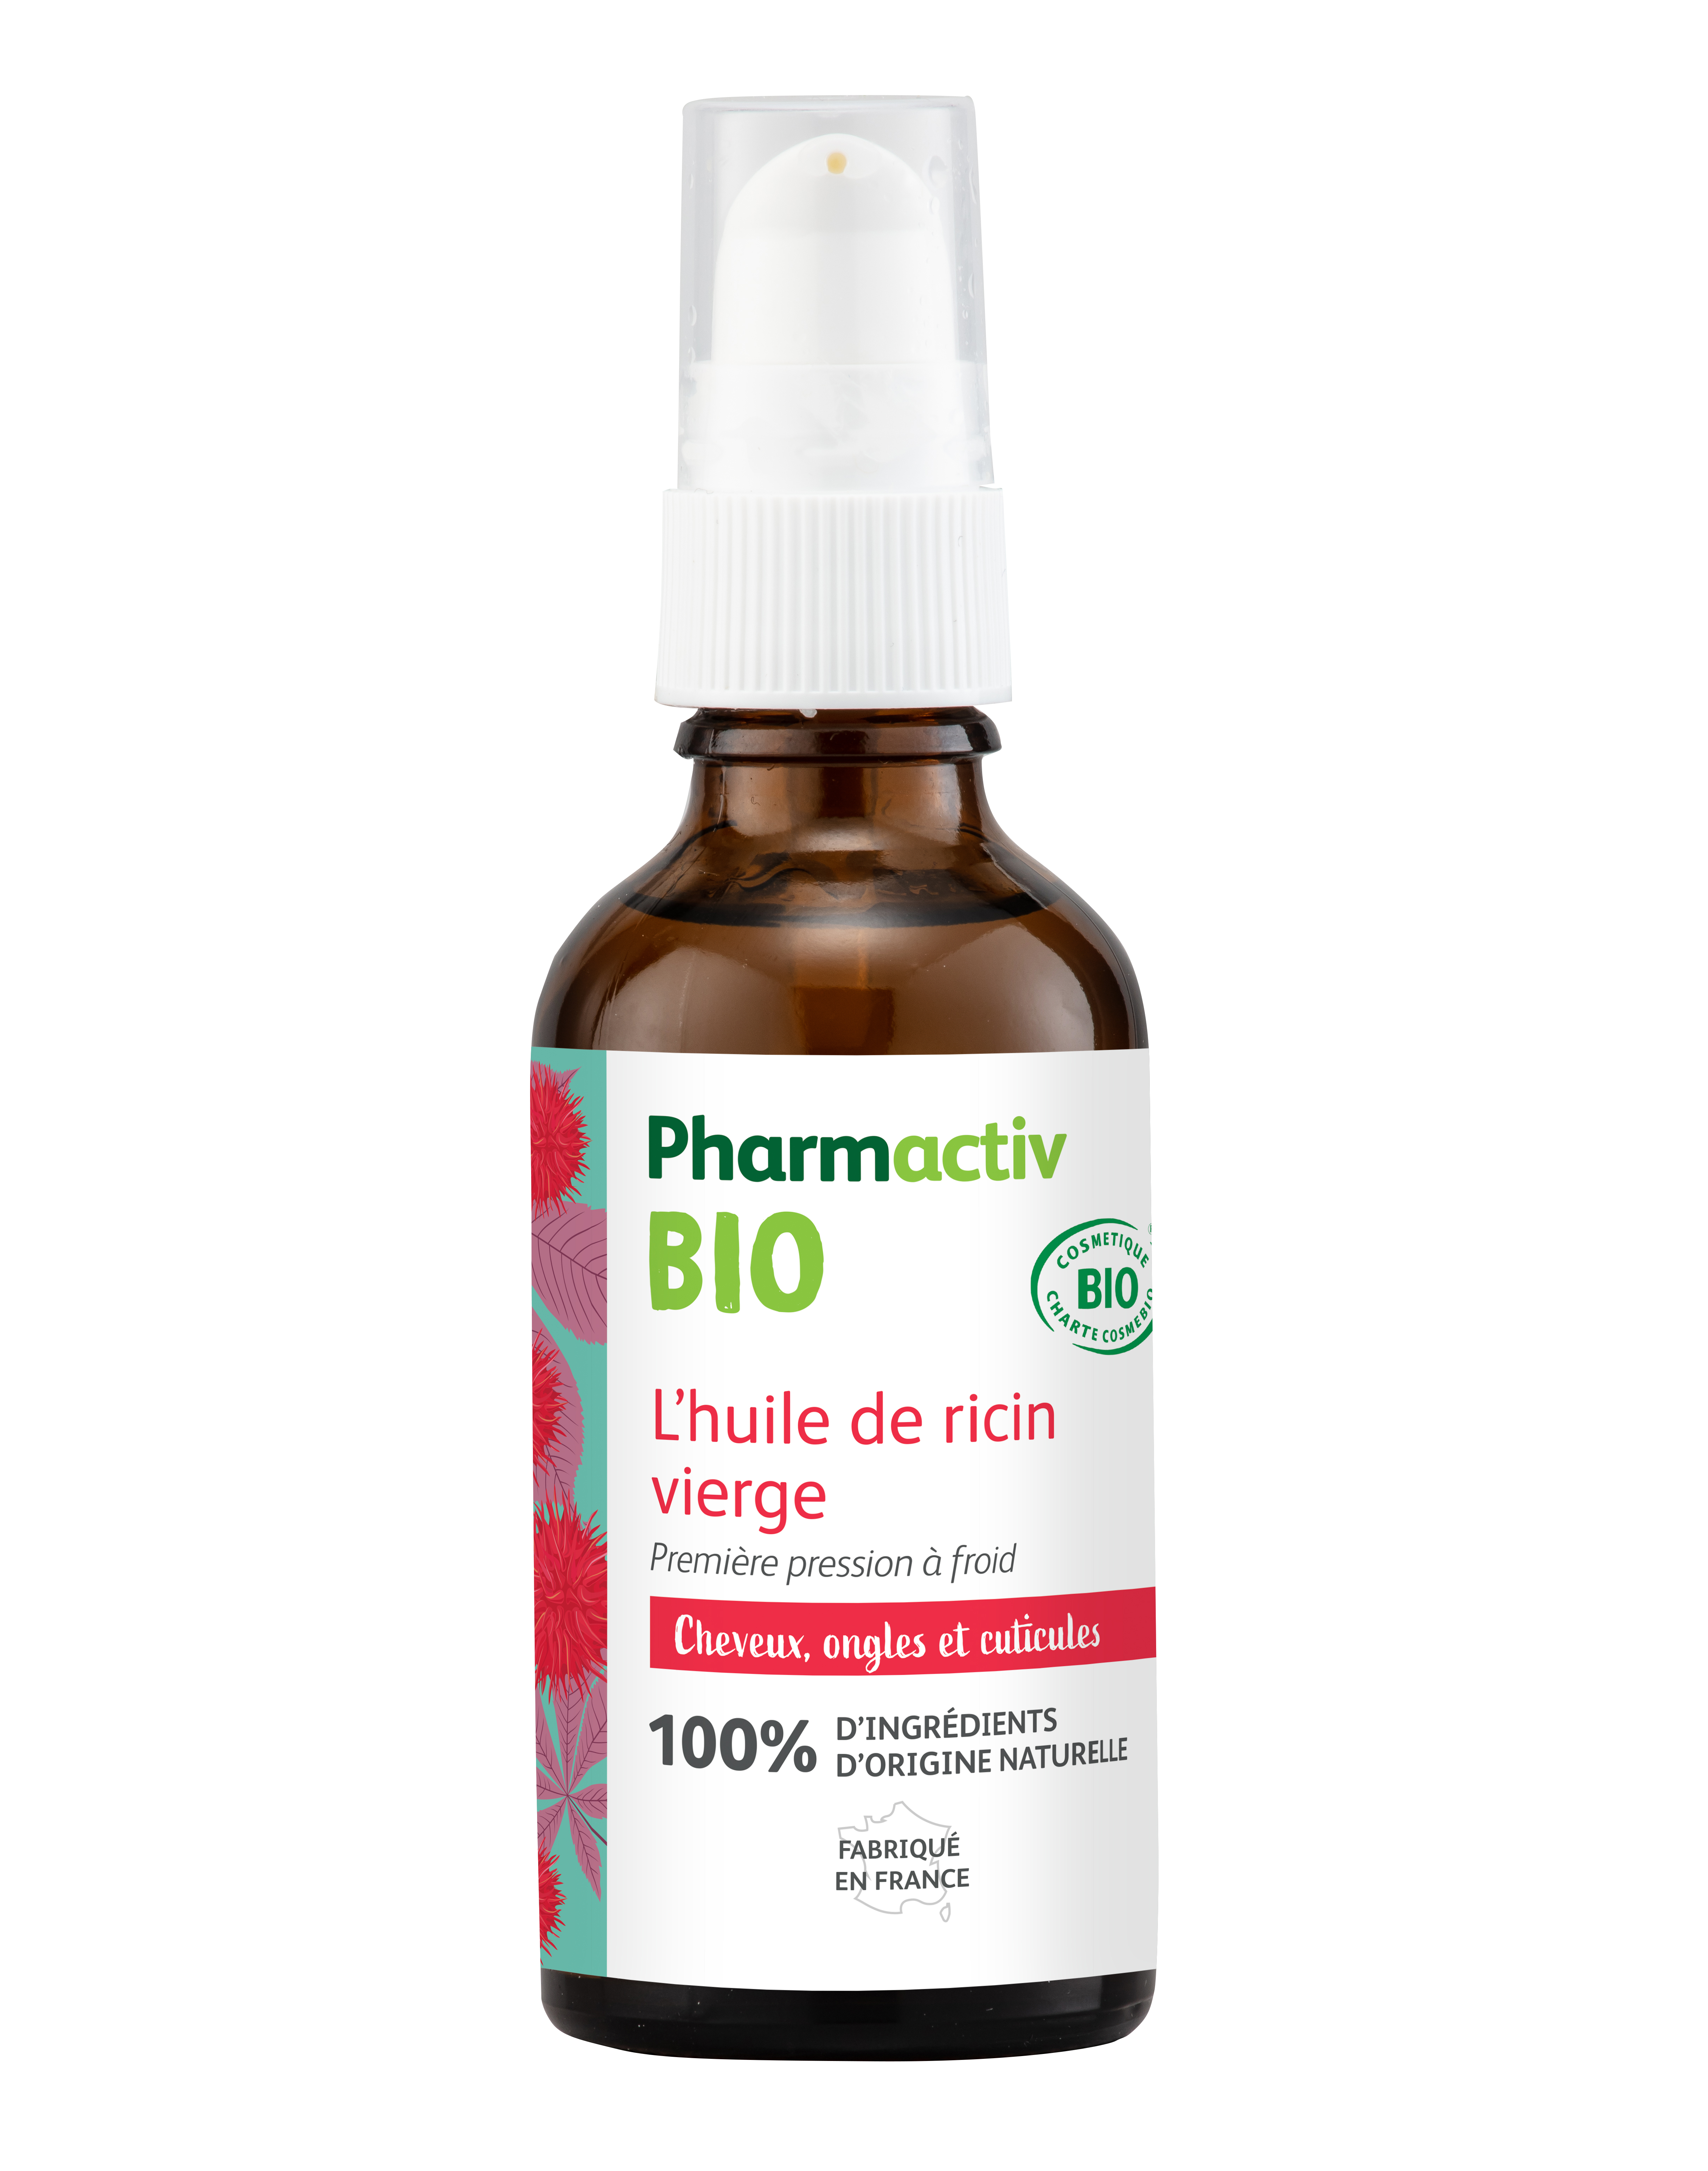 Pharmactiv
BIO
COSMETIQUE
BIO
CHARTE COSMEBIO
L'huile de ricin
vierge
Première pression à froid
Cheveux, ongles et cuticules
100% D'INGRÉDIENTS
D'ORIGINE NATURELLE
FABRIQUÉ
EN FRANCE